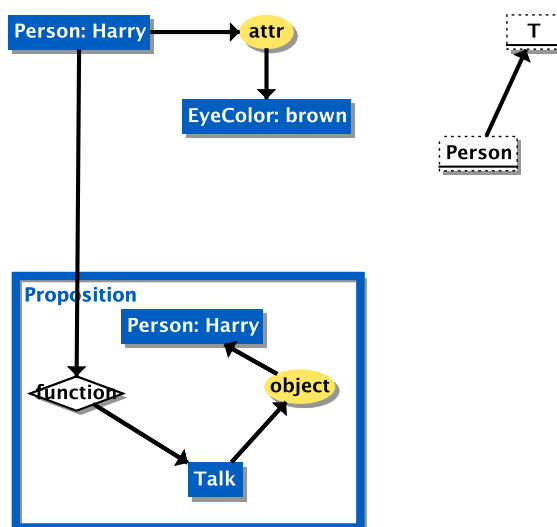 Person: Harry
attr
T
EyeColor: brown
Person
Proposition
Person: Harry
function
object
Talk